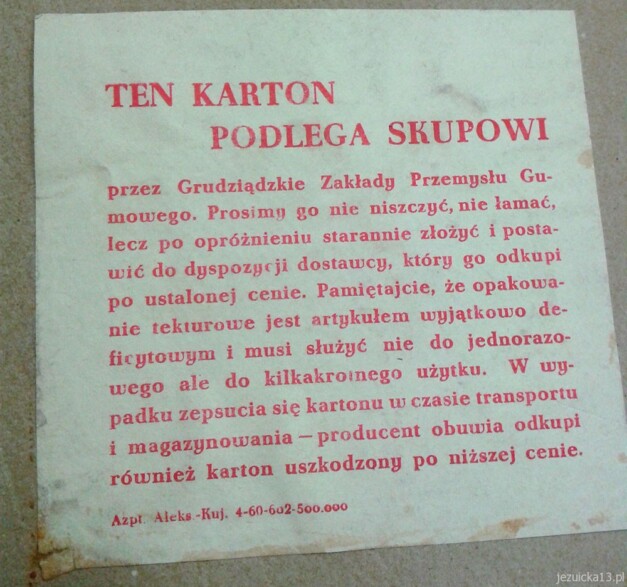 TEN KARTON
PODLEGA SKUPOWI
przez Grudziądzkie Zakłady Przemysłu Gu-
mowego. Prosimy go nie niszczyć, nie łamać,
lecz po opróżnieniu starannie złożyć i posta-
wić do dyspozycji dostawcy, który go odkupi
po ustalonej cenie. Pamiętajcie, że opakowa-
nie tekturowe jest artykułem wyjątkowo de-
ficytowym i musi służyć nie do jednorazo-
wego ale do kilkakrotnego użytku. W wy-
padku zepsucia się kartonu w czasie transportu
i magazynowania — producent obuwia odkupi
również karton uszkodzony po niższej cenie.
Azpt. Aleks.-Kuj. 4-60-602-500.000
jezuicka13.pl